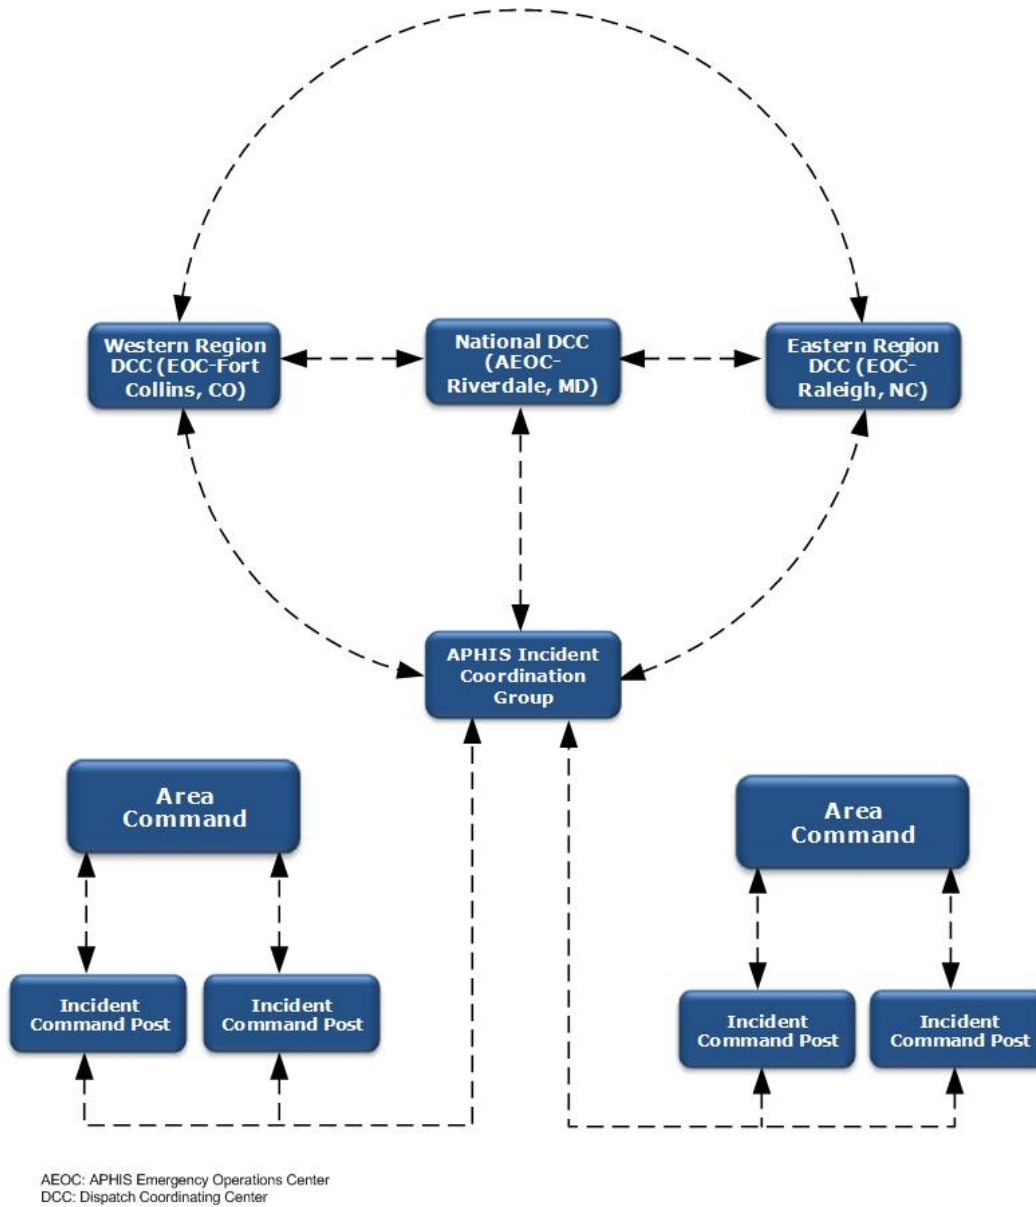 Western Region
DCC (EOC-Fort
Collins, CO)
National DCC
(AEOC-
Riverdale, MD)
Eastern Region
DCC (EOC-
Raleigh, NC)
APHIS Incident
Coordination
Group
Area
Command
Area
Command
Incident
Command Post
Incident
Command Post
Incident
Command Post
Incident
Command Post
AEOC: APHIS Emergency Operations Center
DCC: Dispatch Coordinating Center